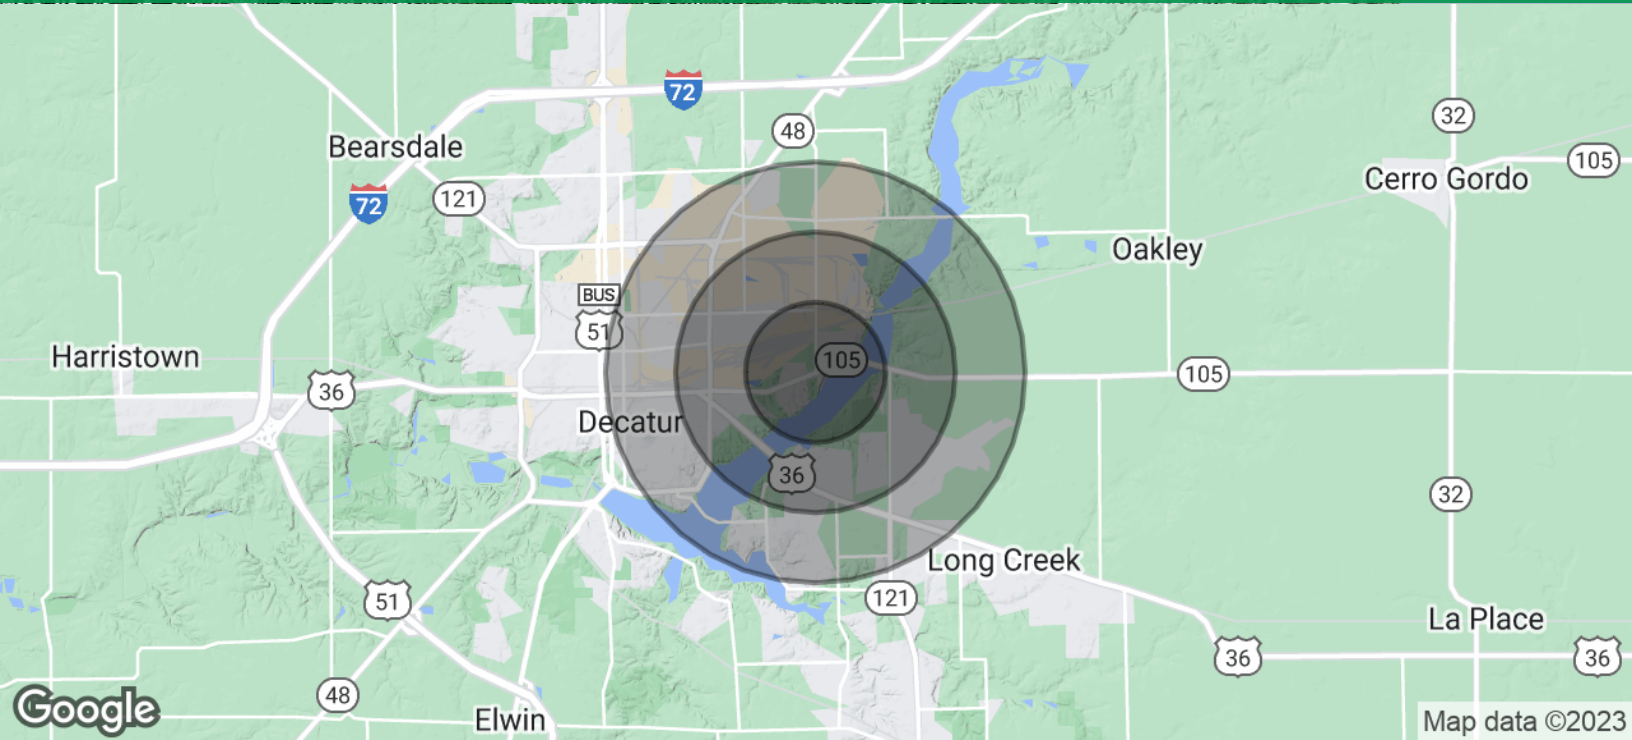 72
32
48
105
Bearsdale
Cerro Gordo
121
72
Oakley
BUS
51
Harristown
105
105
36
Decatur
36
32
Long Creek
51
121
La Place
36
36
48
Google
Elwin
Map data ©2023